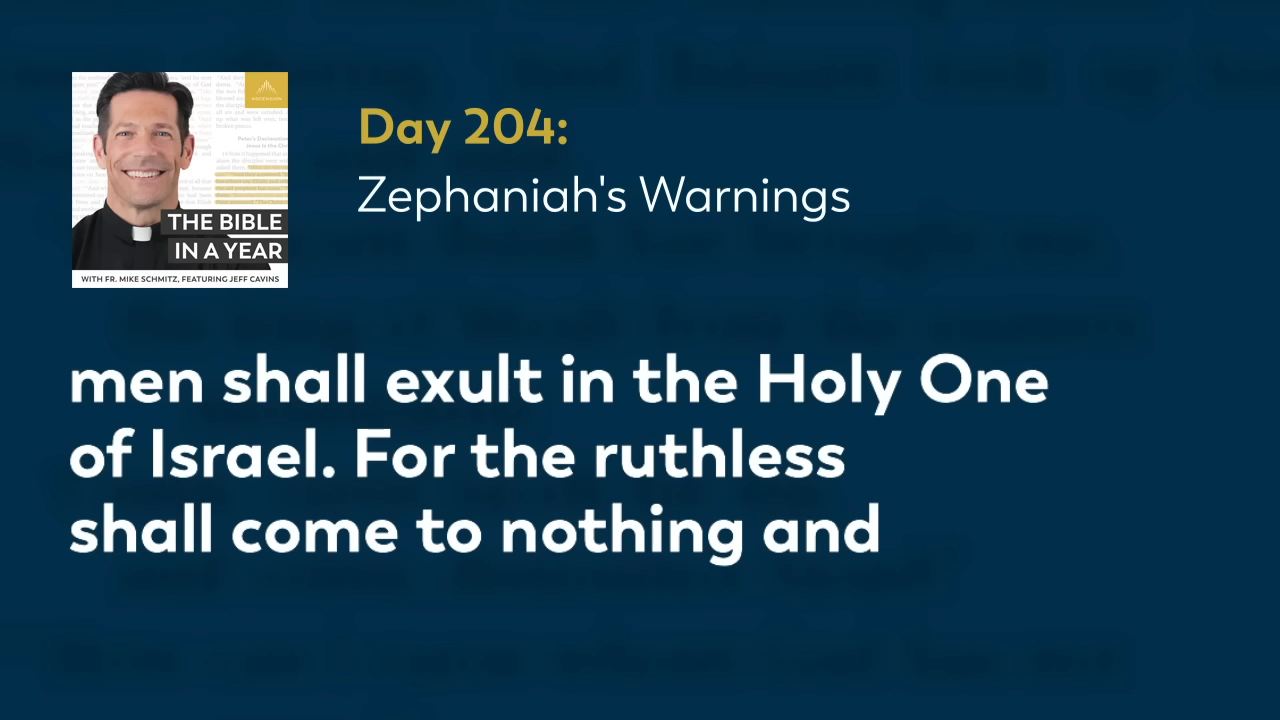 Day 204:
Zephaniah's Warnings
THE BIBLE
IN A YEAR
WITH FR. MIKE SCHMITZ, FEATURING JEFF CAVINS
men shall exult in the Holy One
of Israel. For the ruthless
shall come to nothing and